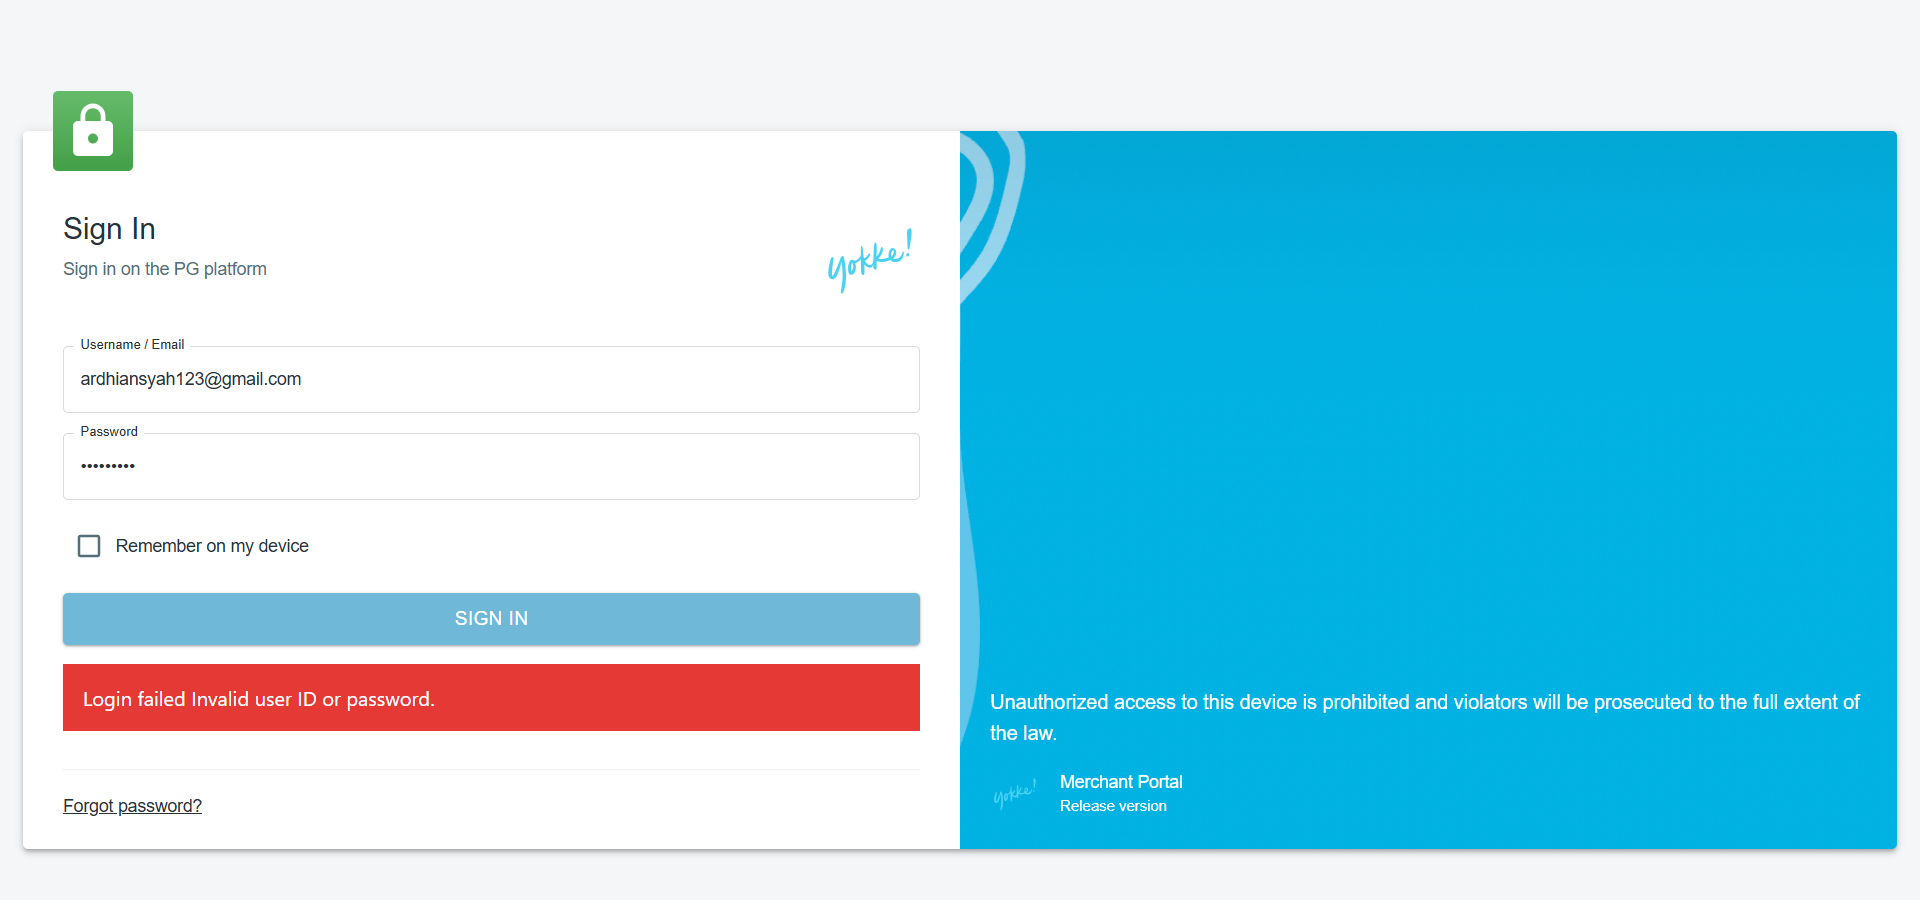 Sign In
Sign in on the PG platform
yokke!
Username / Email
ardhiansyah123@gmail.com
Password
•••••••••
Remember on my device
SIGN IN
Login failed Invalid user ID or password.
Forgot password?
Unauthorized access to this device is prohibited and violators will be prosecuted to the full extent of
the law.
yokke!
Merchant Portal
Release version